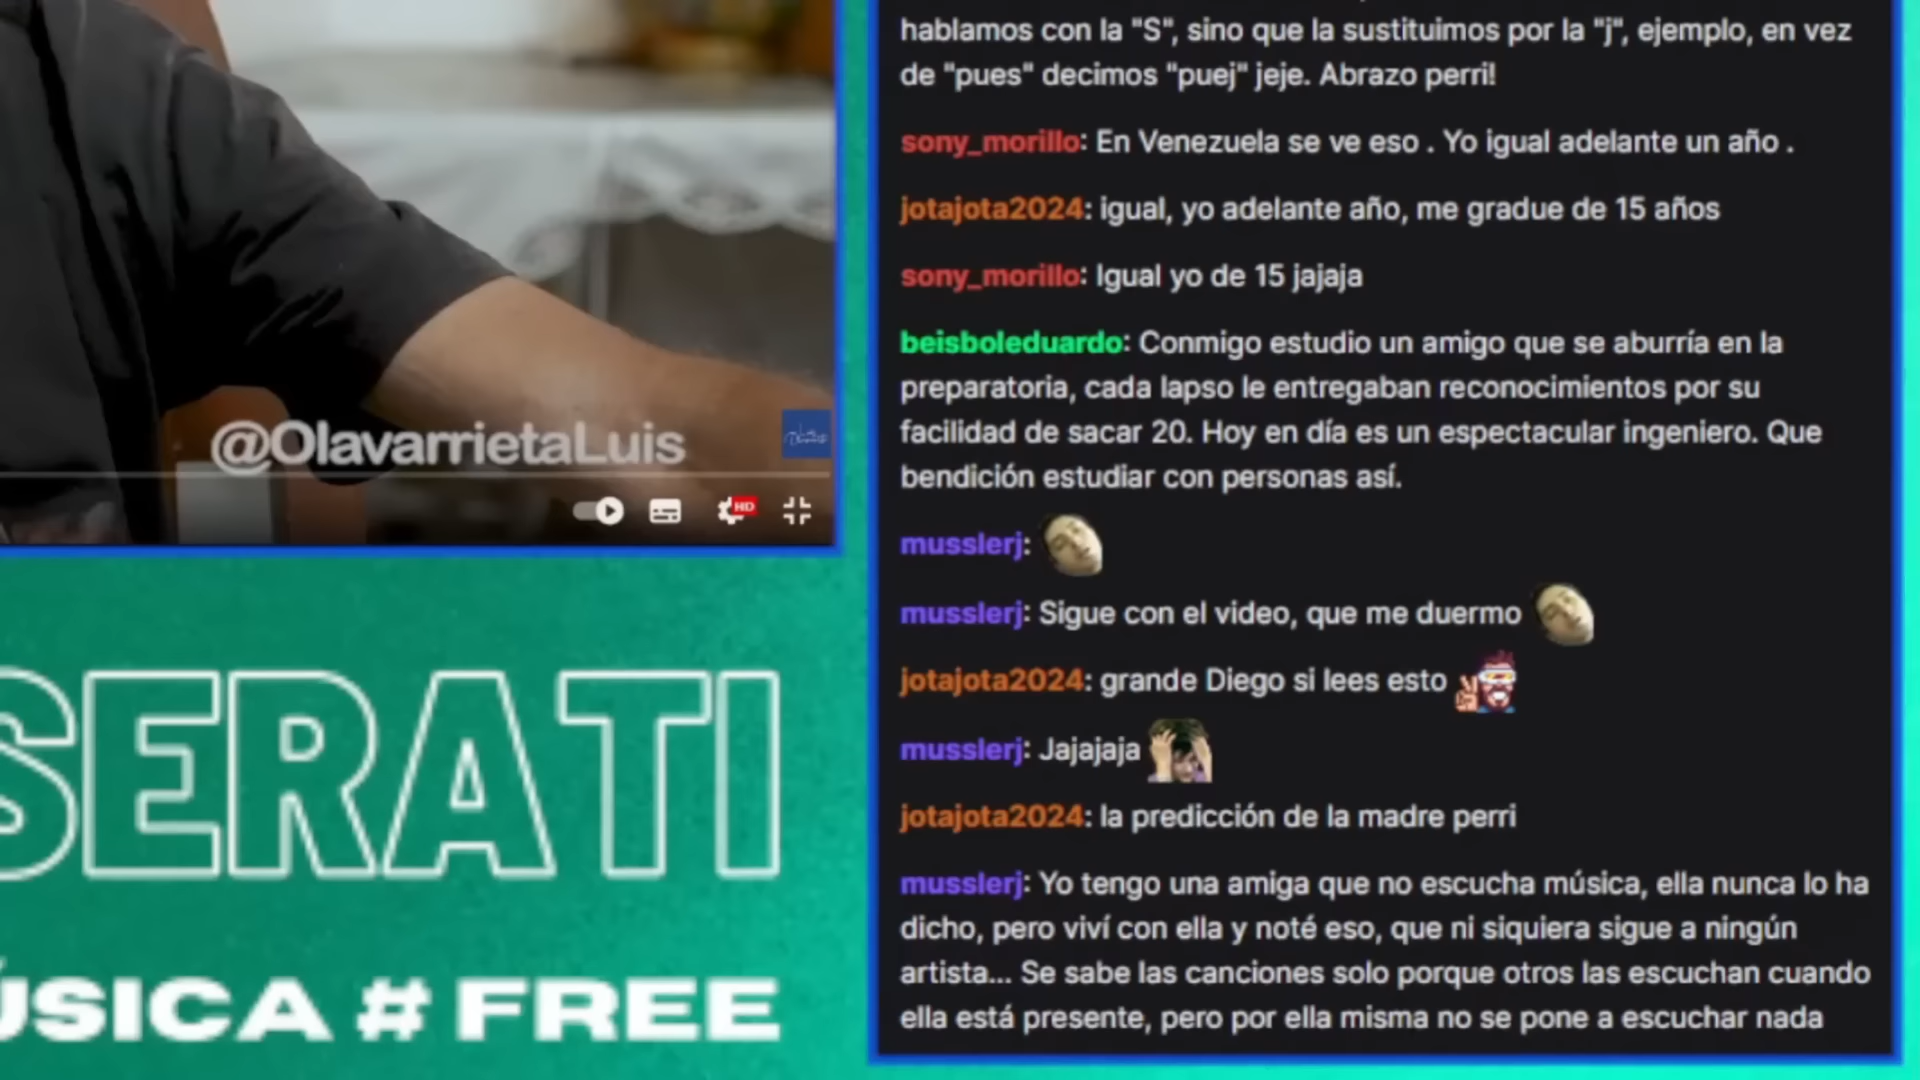 hablamos con la "S", sino que la sustituimos por la "j", ejemplo, en vez
de "pues" decimos "puej" jeje. Abrazo perri!
sony_morillo: En Venezuela se ve eso . Yo igual adelante un año .
jotajota2024: igual, yo adelante año, me gradue de 15 años
sony_morillo: Igual yo de 15 jajaja
beisboleduardo: Conmigo estudio un amigo que se aburría en la
preparatoria, cada lapso le entregaban reconocimientos por su
facilidad de sacar 20. Hoy en día es un espectacular ingeniero. Que
bendición estudiar con personas así.
musslerj:
musslerj: Sigue con el video, que me duermo
jotajota2024: grande Diego si lees esto
musslerj: Jajajaja
jotajota2024: la predicción de la madre perri
musslerj: Yo tengo una amiga que no escucha música, ella nunca lo ha
dicho, pero viví con ella y noté eso, que ni siquiera sigue a ningún
artista... Se sabe las canciones solo porque otros las escuchan cuando
ella está presente, pero por ella misma no se pone a escuchar nada
@OlavarrietaLuis
HD
SERATI
ÚSICA # FREE